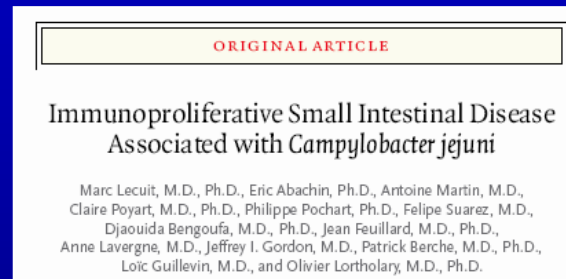 ORIGINAL ARTICLE
Immunoproliferative Small Intestinal Disease
Associated with Campylobacter jejuni
Marc Lecuit, M.D., Ph.D., Eric Abachin, Ph.D., Antoine Martin, M.D.,
Claire Poyart, M.D., Ph.D., Philippe Pochart, Ph.D., Felipe Suarez, M.D.,
Djaouida Bengoufa, M.D., Ph.D., Jean Feuillard, M.D., Ph.D.,
Anne Lavergne, M.D., Jeffrey I. Gordon, M.D., Patrick Berche, M.D., Ph.D.,
Loïc Guillevin, M.D., and Olivier Lortholary, M.D., Ph.D.